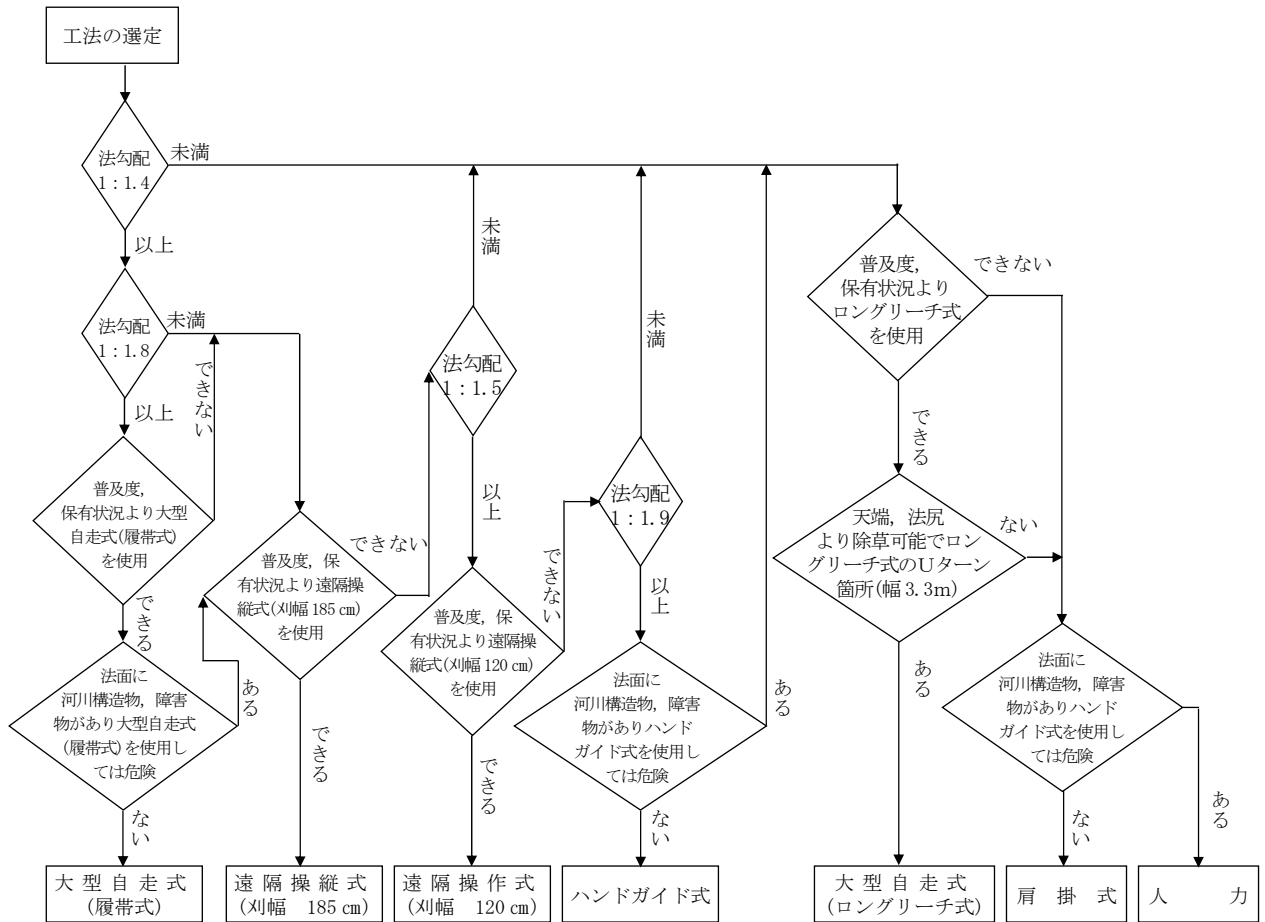 工法の選定
法勾配
1：1.4
未満
以上
法勾配
1：1.8
未満
できない
以上
普及度，
保有状況より大型
自走式(履帯式)
を使用
できる
法面に
河川構造物，障害
物があり大型自走式
(履帯式)を使用し
ては危険
ある
ない
大型自走式
(履帯式)
普及度，保
有状況より遠隔操
縦式(刈幅185㎝)
を使用
できない
できる
遠隔操縦式
(刈幅　185㎝)
未満
法勾配
1：1.5
以上
普及度，保
有状況より遠隔操
縦式(刈幅120㎝)
を使用
できない
できる
遠隔操作式
(刈幅　120㎝)
未満
法勾配
1：1.9
以上
法面に
河川構造物，障害
物がありハンド
ガイド式を使用し
ては危険
ある
ない
ハンドガイド式
普及度，
保有状況より
ロングリーチ式
を使用
できない
できる
天端，法尻
より除草可能でロン
グリーチ式のＵターン
箇所(幅3.3ｍ)
ない
ある
大型自走式
(ロングリーチ式)
法面に
河川構造物，障害
物がありハンド
ガイド式を使用し
ては危険
ない
ある
肩掛式
人　　力